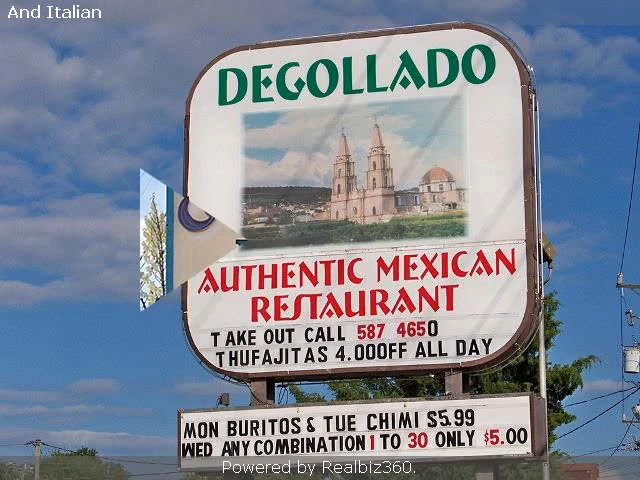 And Italian
DEGOLLADO
AUTHENTIC MEXICAN
RESTAURANT
TAKE OUT CALL 587 4650
THUFAJITAS 4.00OFF ALL DAY
MON BURITOS & TUE CHIMI $5.99
WED ANY COMBINATION 1 TO 30 ONLY $5.00
Powered by Realbiz360.